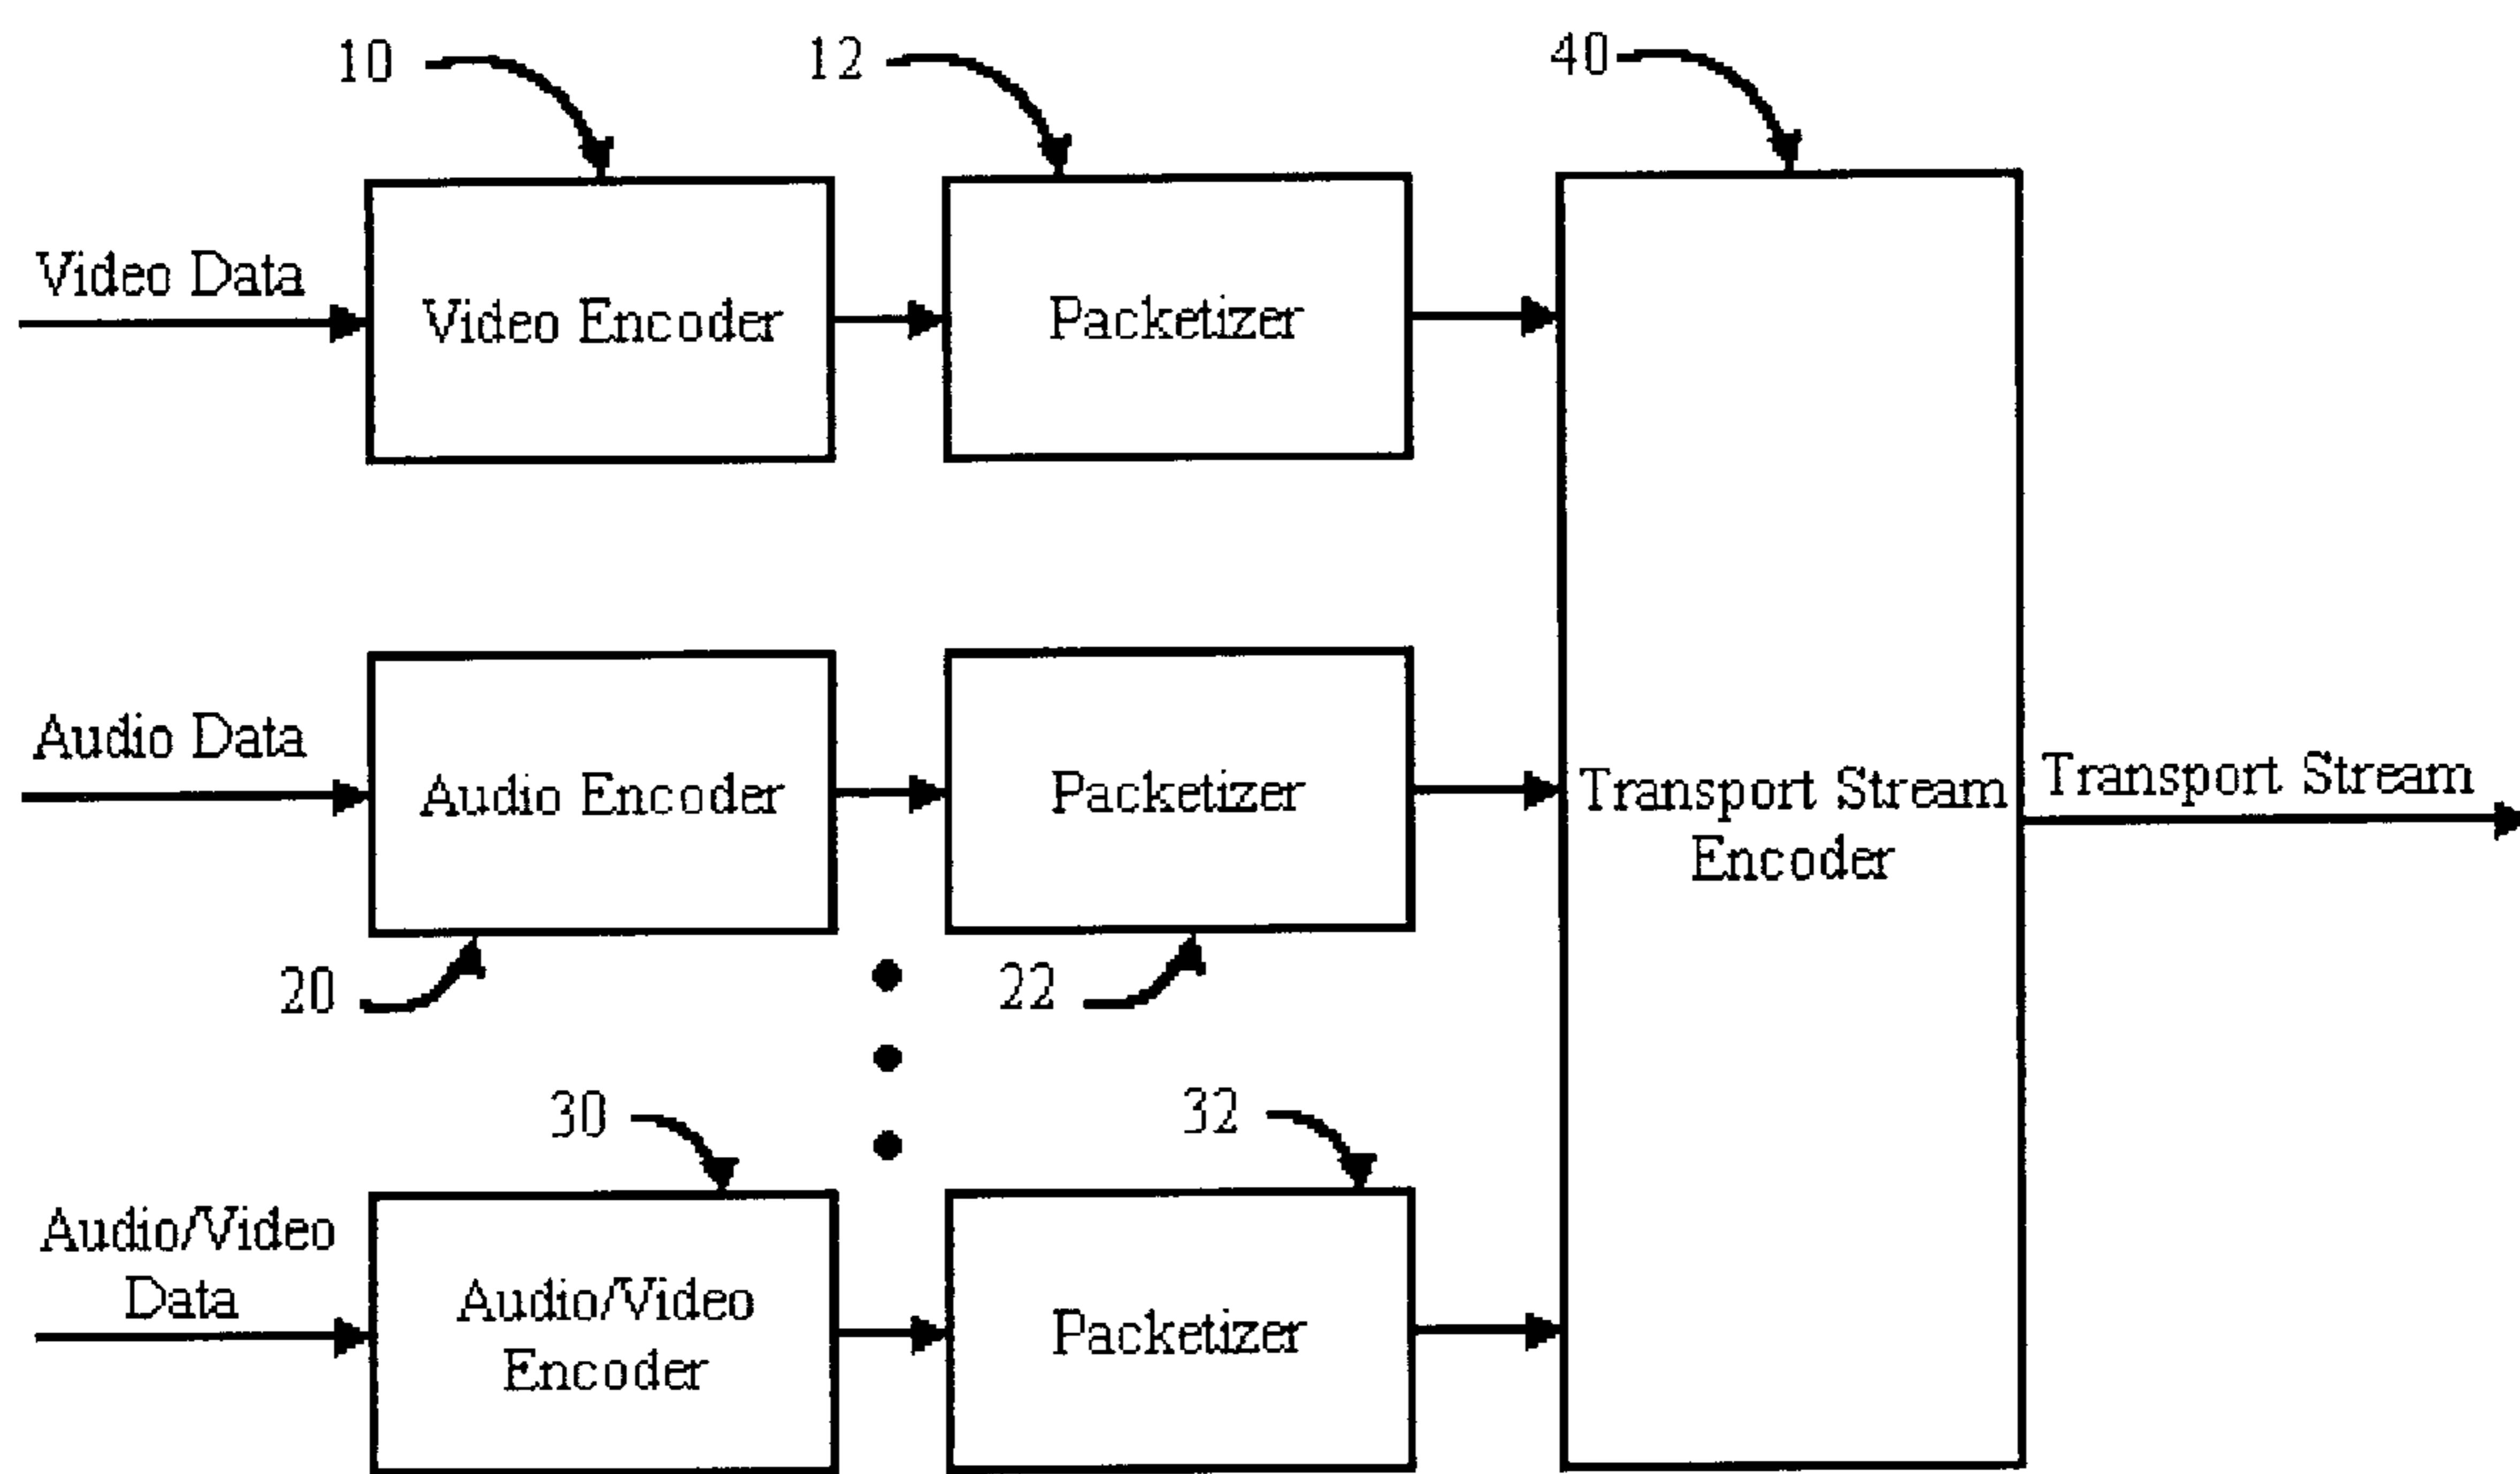 10
12
40
Video Data
Video Encoder
Packetizer
Audio Data
Audio Encoder
Packetizer
Transport Stream
Encoder
Transport Stream
20
22
30
32
Audio/Video
Data
Audio/Video
Encoder
Packetizer